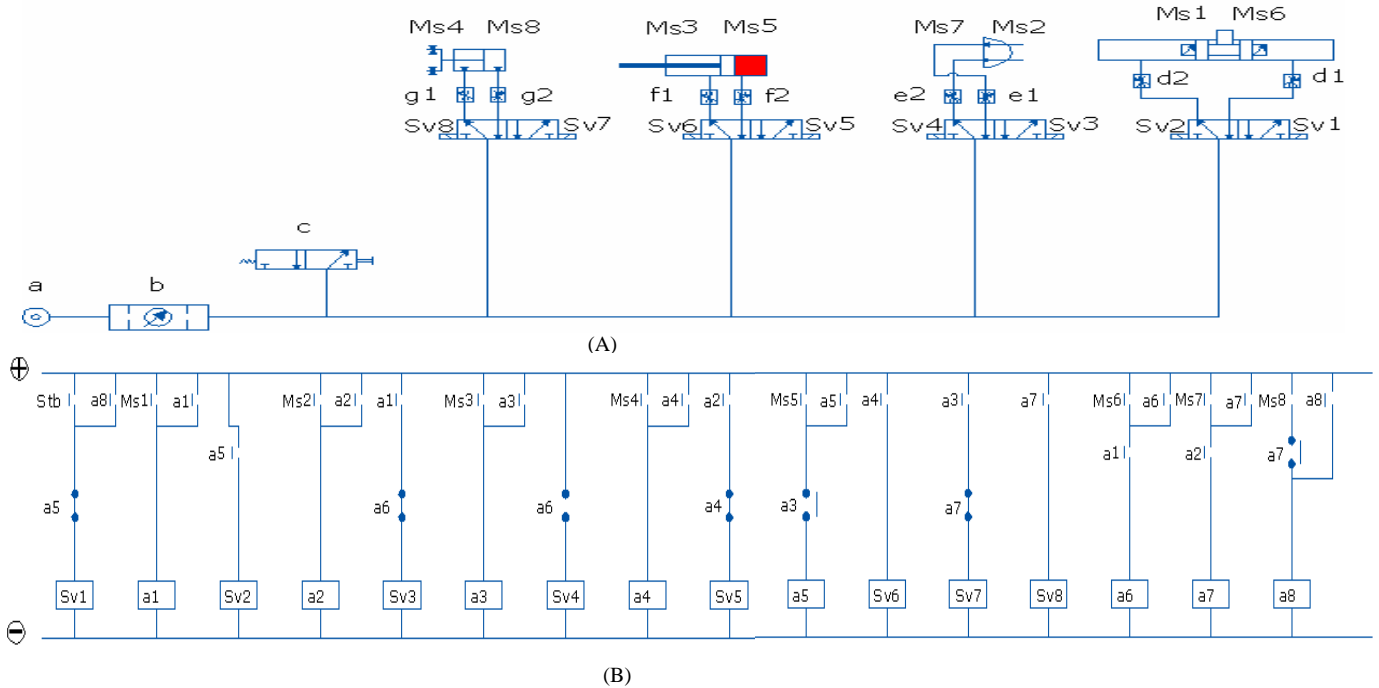 Ms4 Ms8 Ms3 Ms5 Ms7 Ms2 Ms1 Ms6
g1 g2 f1 f2 e2 e1 d2 d1
Sv8 Sv7 Sv6 Sv5 Sv4 Sv3 Sv2 Sv1
c
a b
(A)
+
Stb a8 Ms1 a1 Ms2 a2 a1 Ms3 a3 Ms4 a4 a2 Ms5 a5 a4 a3 a7 Ms6 a6 Ms7 a7 Ms8 a8
a5 a1 a2 a7
a5 a6 a6 a4 a3 a7
Sv1 a1 Sv2 a2 Sv3 a3 Sv4 a4 Sv5 a5 Sv6 Sv7 Sv8 a6 a7 a8
−
(B)